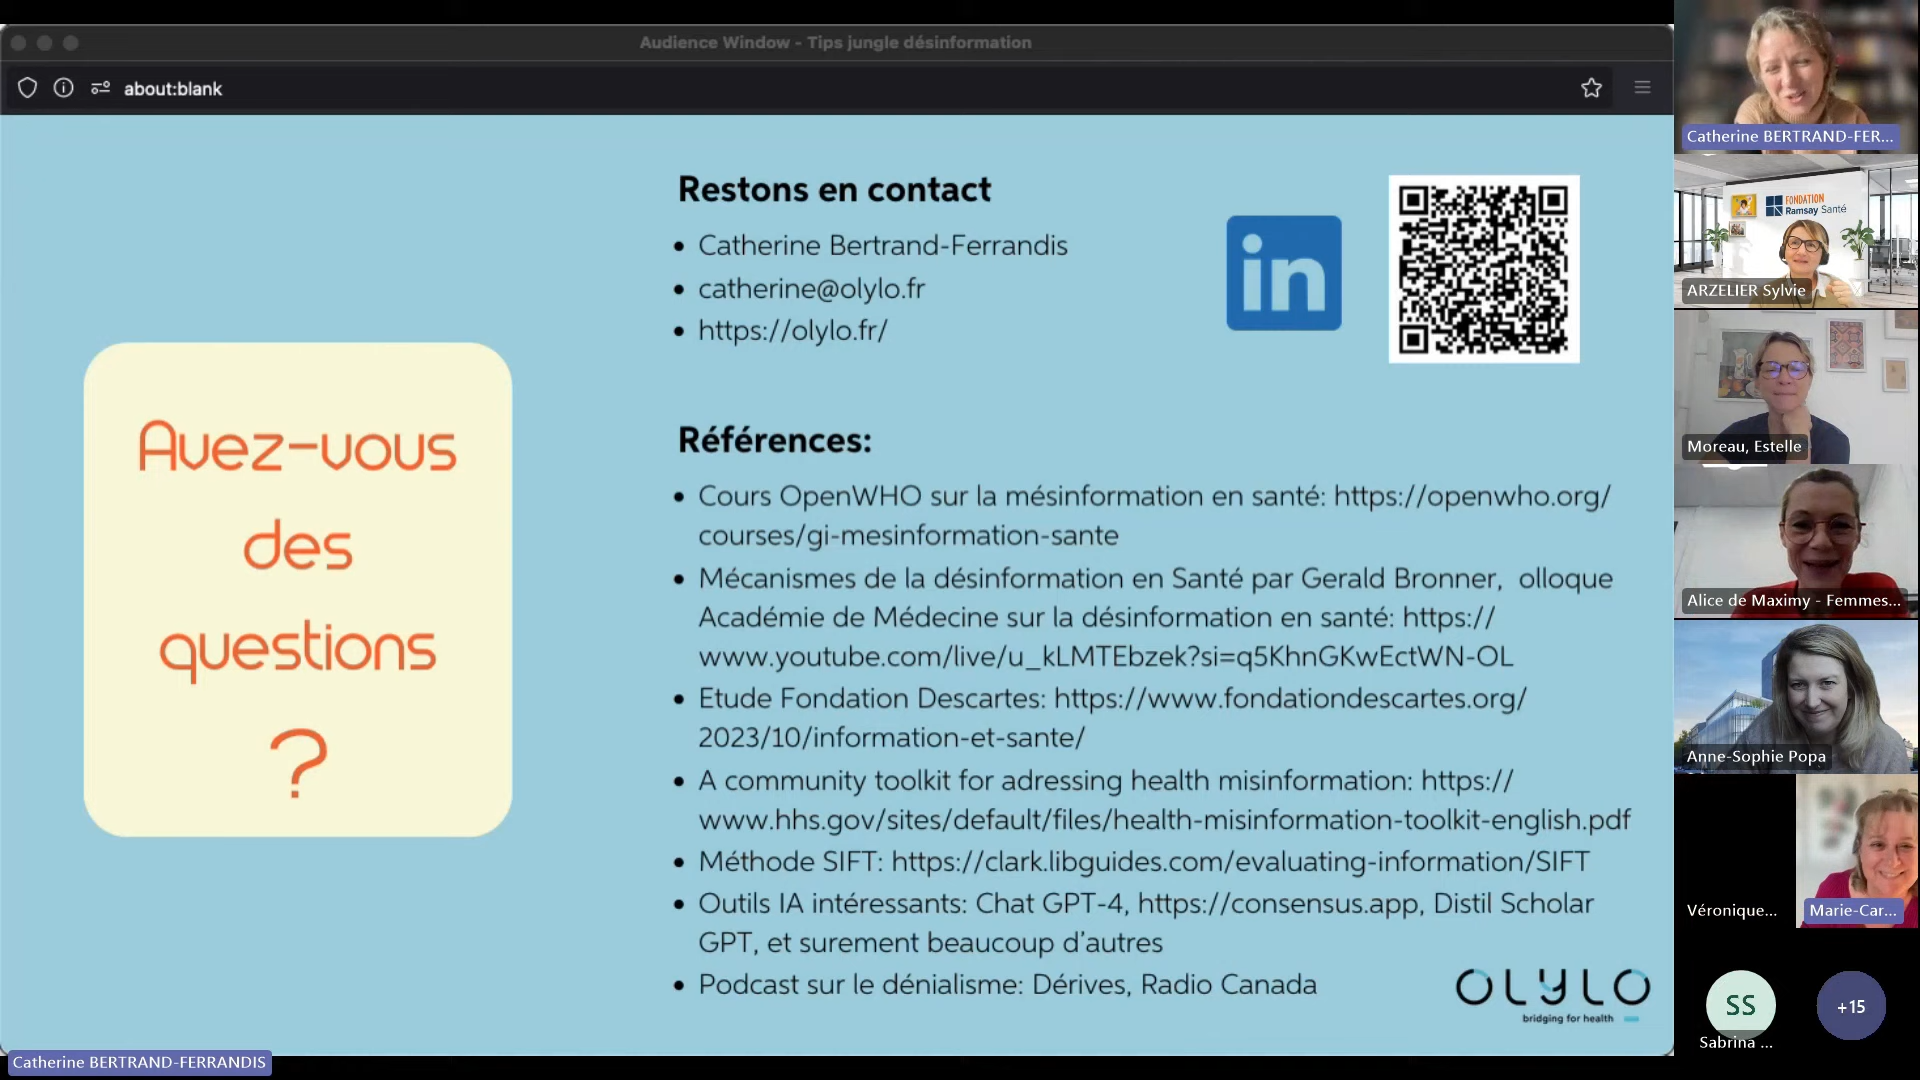 Audience Window - Tips jungle désinformation
about:blank
Avez-vous
des
questions
?
Restons en contact
• Catherine Bertrand-Ferrandis
• catherine@olylo.fr
• https://olylo.fr/
in
Références:
• Cours OpenWHO sur la mésinformation en santé: https://openwho.org/
courses/gi-mesinformation-sante
• Mécanismes de la désinformation en Santé par Gerald Bronner, olloque
Académie de Médecine sur la désinformation en santé: https://
www.youtube.com/live/u_kLMTEbzek?si=q5KhnGKwEctWN-OL
• Etude Fondation Descartes: https://www.fondationdescartes.org/
2023/10/information-et-sante/
• A community toolkit for adressing health misinformation: https://
www.hhs.gov/sites/default/files/health-misinformation-toolkit-english.pdf
• Méthode SIFT: https://clark.libguides.com/evaluating-information/SIFT
• Outils IA intéressants: Chat GPT-4, https://consensus.app, Distil Scholar
GPT, et surement beaucoup d'autres
• Podcast sur le dénialisme: Dérives, Radio Canada
OLYLO
bridging for health
Catherine BERTRAND-FERRANDIS
Catherine BERTRAND-FER...
FONDATION
Ramsay Santé
ARZELIER Sylvie
Moreau, Estelle
Alice de Maximy - Femmes...
Anne-Sophie Popa
Véronique...
Marie-Car...
SS
Sabrina ...
+15